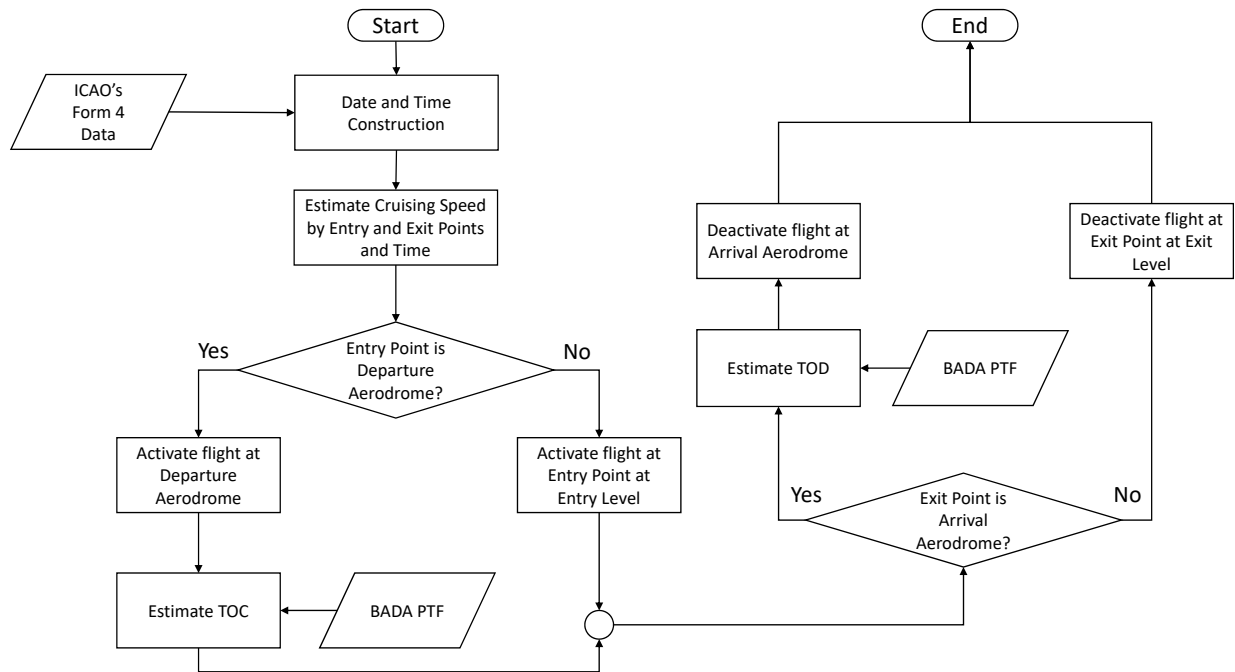 Start
ICAO’s
Form 4
Data
Date and Time
Construction
Estimate Cruising Speed
by Entry and Exit Points
and Time
Yes
Entry Point is
Departure
Aerodrome?
No
Activate flight at
Departure
Aerodrome
Activate flight at
Entry Point at
Entry Level
Estimate TOC
BADA PTF
End
Deactivate flight at
Arrival Aerodrome
Deactivate flight at
Exit Point at Exit
Level
Estimate TOD
BADA PTF
Yes
Exit Point is
Arrival
Aerodrome?
No